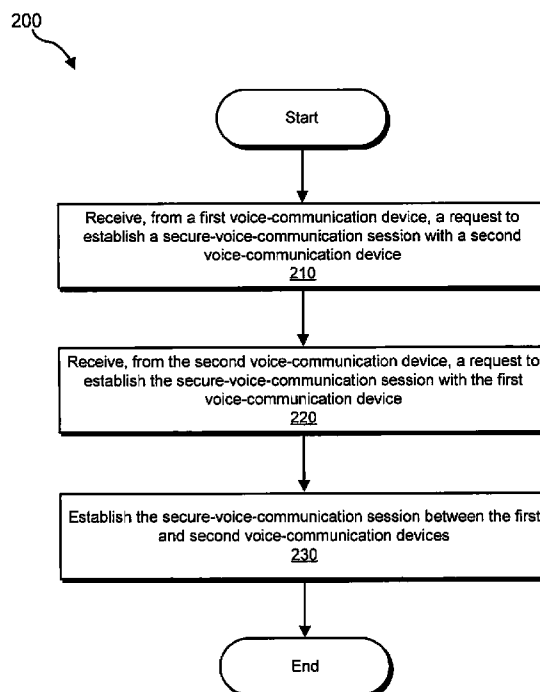 200
Start
Receive, from a first voice-communication device, a request to
establish a secure-voice-communication session with a second
voice-communication device
210
Receive, from the second voice-communication device, a request to
establish the secure-voice-communication session with the first
voice-communication device
220
Establish the secure-voice-communication session between the first
and second voice-communication devices
230
End